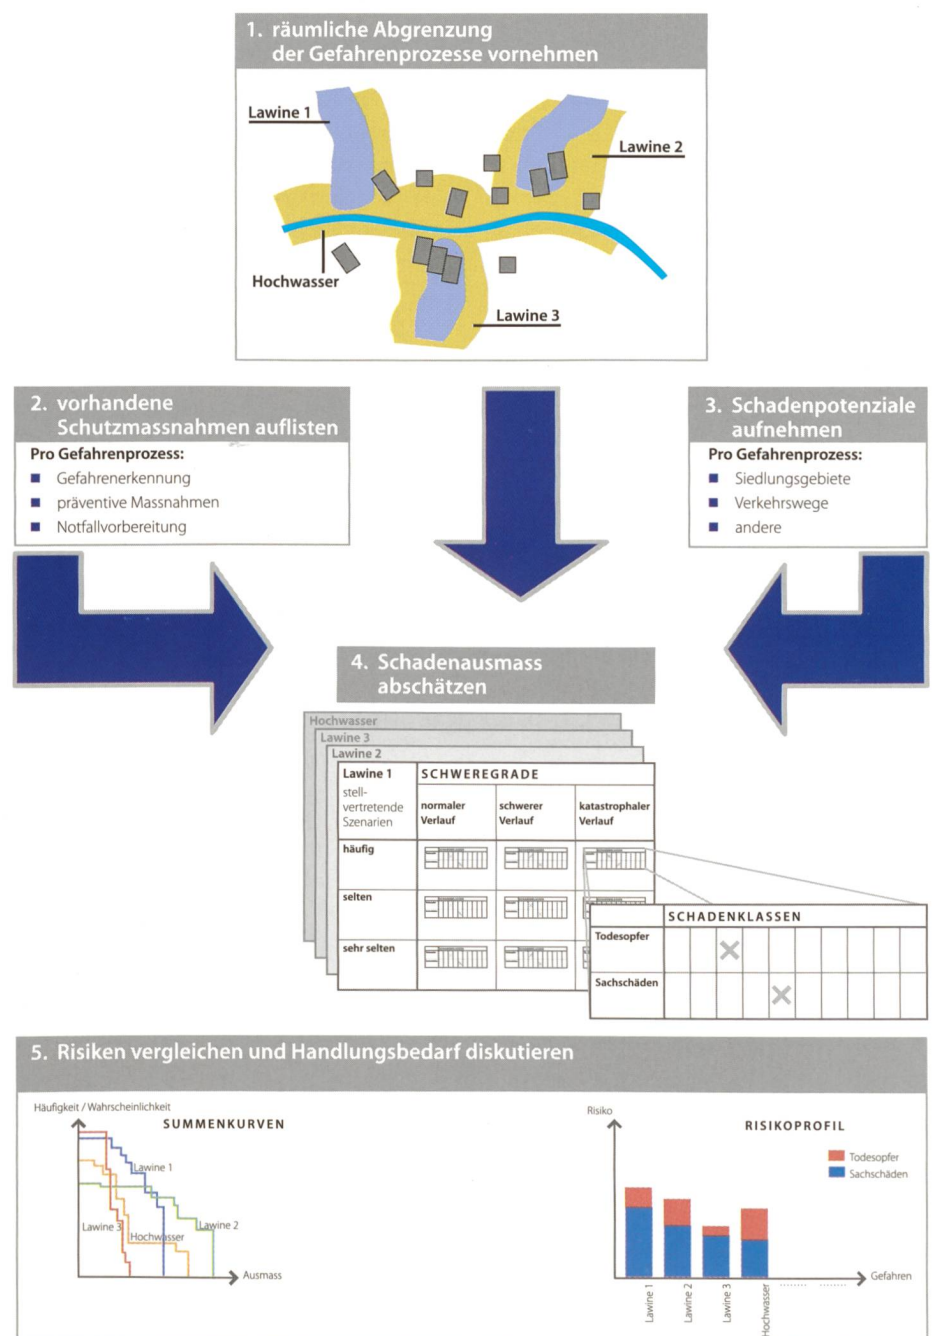 1. räumliche Abgrenzung
der Gefahrenprozesse vornehmen
Lawine 1
Lawine 2
Hochwasser
Lawine 3
2. vorhandene
Schutzmassnahmen auflisten
Pro Gefahrenprozess:
Gefahrenerkennung
präventive Massnahmen
Notfallvorbereitung
3. Schadenpotenziale
aufnehmen
Pro Gefahrenprozess:
Siedlungsgebiete
Verkehrswege
andere
4. Schadenausmass
abschätzen
Hochwasser
Lawine 3
Lawine 2
Lawine 1
stell-
vertretende
Szenarien
SCHWEREGRADE
normaler
Verlauf
schwerer
Verlauf
katastrophaler
Verlauf
häufig
selten
sehr selten
SCHADENKLASSEN
Todesopfer
Sachschäden
5. Risiken vergleichen und Handlungsbedarf diskutieren
Häufigkeit / Wahrscheinlichkeit
SUMMENKURVEN
Lawine 1
Lawine 3
Hochwasser
Lawine 2
Ausmass
Risiko
RISIKOPROFIL
Todesopfer
Sachschäden
Gefahren
Lawine 1
Lawine 2
Lawine 3
Hochwasser